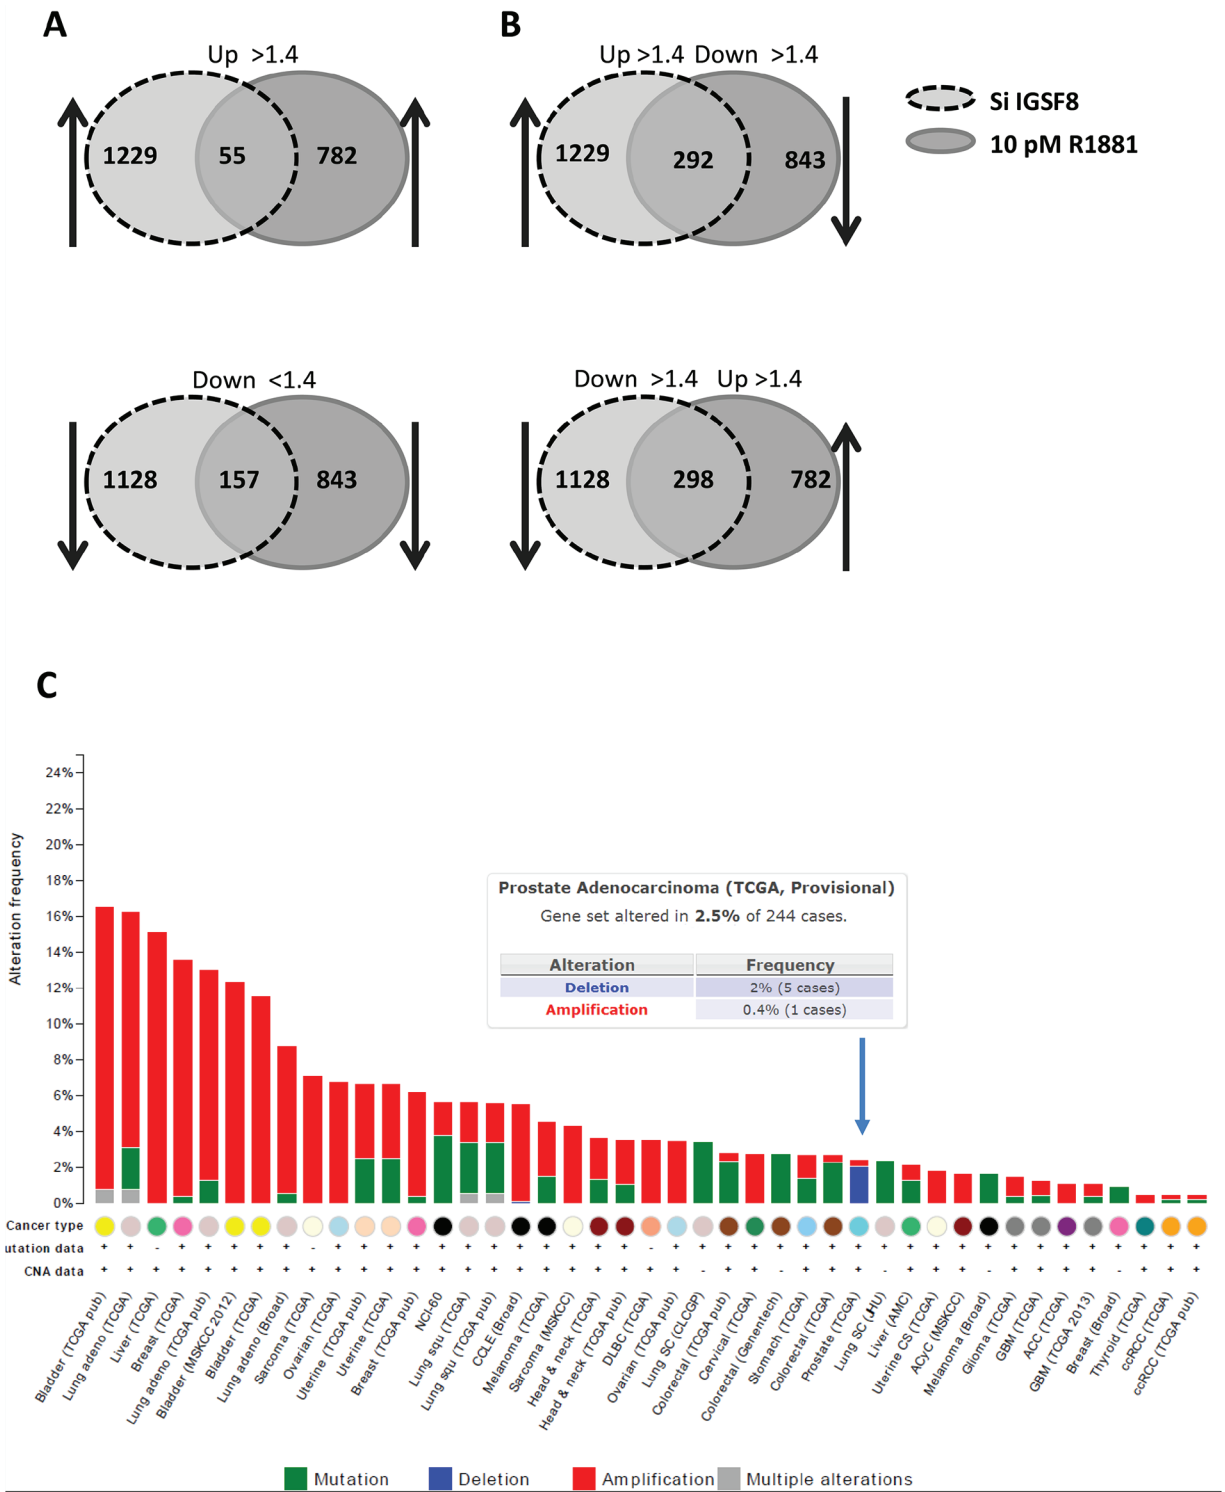 A
B
Up >1.4
Up >1.4 Down >1.4
Si IGSF8
10 pM R1881
1229 55 782
1229 292 843
Down <1.4
Down >1.4 Up >1.4
1128 157 843
1128 298 782
C
Alteration frequency
24%
22%
20%
18%
16%
14%
12%
10%
8%
6%
4%
2%
0%
Prostate Adenocarcinoma (TCGA, Provisional)
Gene set altered in 2.5% of 244 cases.
Alteration Frequency
Deletion 2% (5 cases)
Amplification 0.4% (1 cases)
Cancer type
utation data + + - + + + + + - + + + + + + + + + + + + - + + + + + + + + - + + + + + + + + + + + +
CNA data + + + + + + + + + + + + + + + + + + + + + + + - + + - + + + - + + + - + + + + - + + +
Bladder (TCGA pub)
Lung adeno (TCGA)
Liver (TCGA)
Breast (TCGA)
Lung adeno (TCGA pub)
Bladder (MSKCC 2012)
Bladder (TCGA)
Lung adeno (Broad)
Sarcoma (TCGA)
Ovarian (TCGA)
Uterine (TCGA pub)
Uterine (TCGA)
Breast (TCGA pub)
NCI-60
Lung squ (TCGA)
Lung squ (TCGA pub)
CCLE (Broad)
Melanoma (TCGA)
Sarcoma (MSKCC)
Head & neck (TCGA)
Head & neck (TCGA pub)
DLBC (TCGA)
Ovarian (TCGA pub)
Lung SC (CLCGP)
Colorectal (TCGA pub)
Cervical (TCGA)
Colorectal (Genentech)
Stomach (TCGA)
Colorectal (TCGA)
Prostate (TCGA)
Lung SC (JHU)
Liver (AMC)
Uterine CS (TCGA)
ACyC (MSKCC)
Melanoma (Broad)
Glioma (TCGA)
GBM (TCGA)
ACC (TCGA)
GBM (TCGA 2013)
Breast (Broad)
Thyroid (TCGA)
ccRCC (TCGA)
ccRCC (TCGA pub)
Mutation Deletion Amplification Multiple alterations